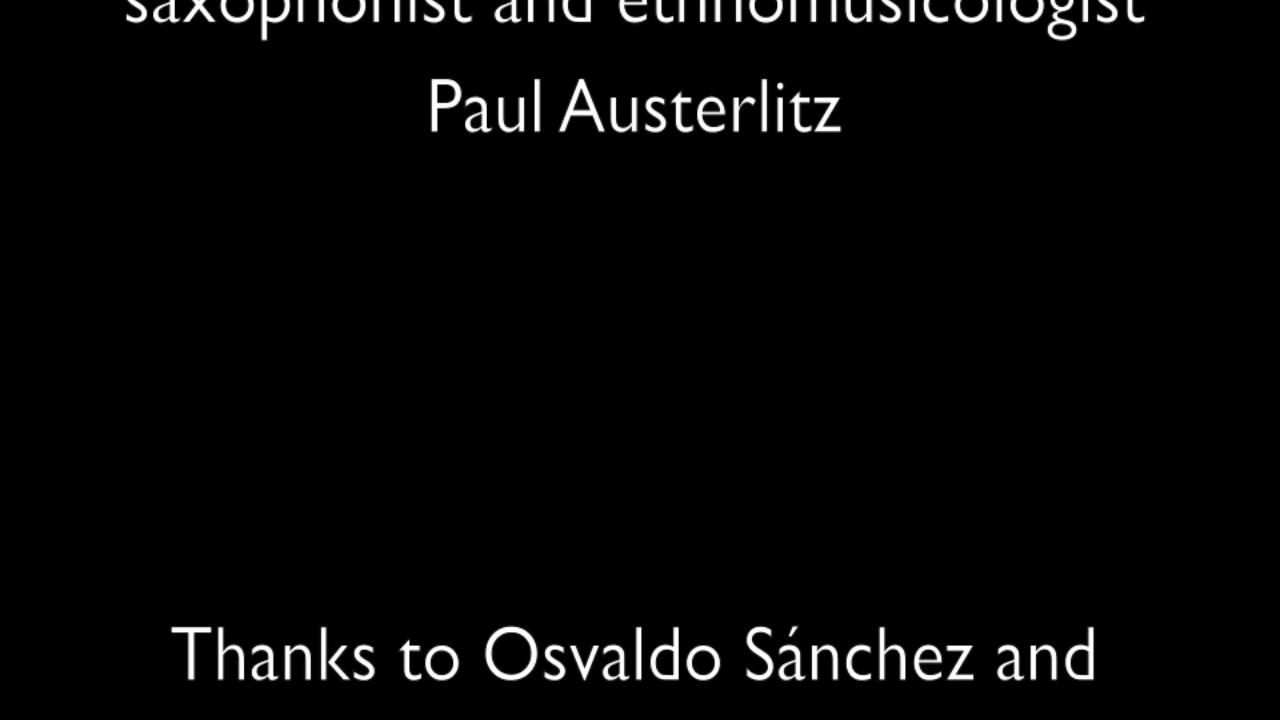 saxophonist and ethnomusicologist
Paul Austerlitz
Thanks to Osvaldo Sánchez and